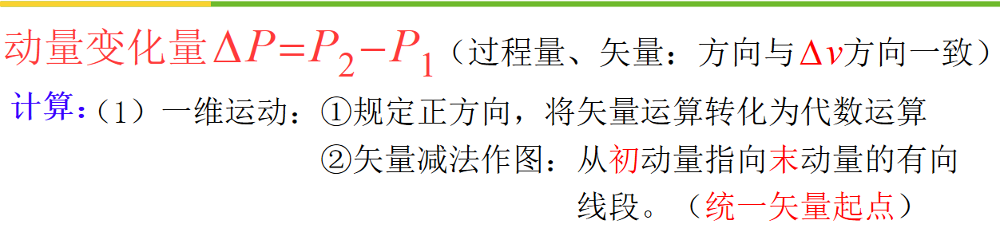 动量变化量ΔP=P₂-P₁（过程量、矢量：方向与Δv方向一致）
计算：（1）一维运动：①规定正方向，将矢量运算转化为代数运算
②矢量减法作图：从初动量指向末动量的有向
线段。（统一矢量起点）